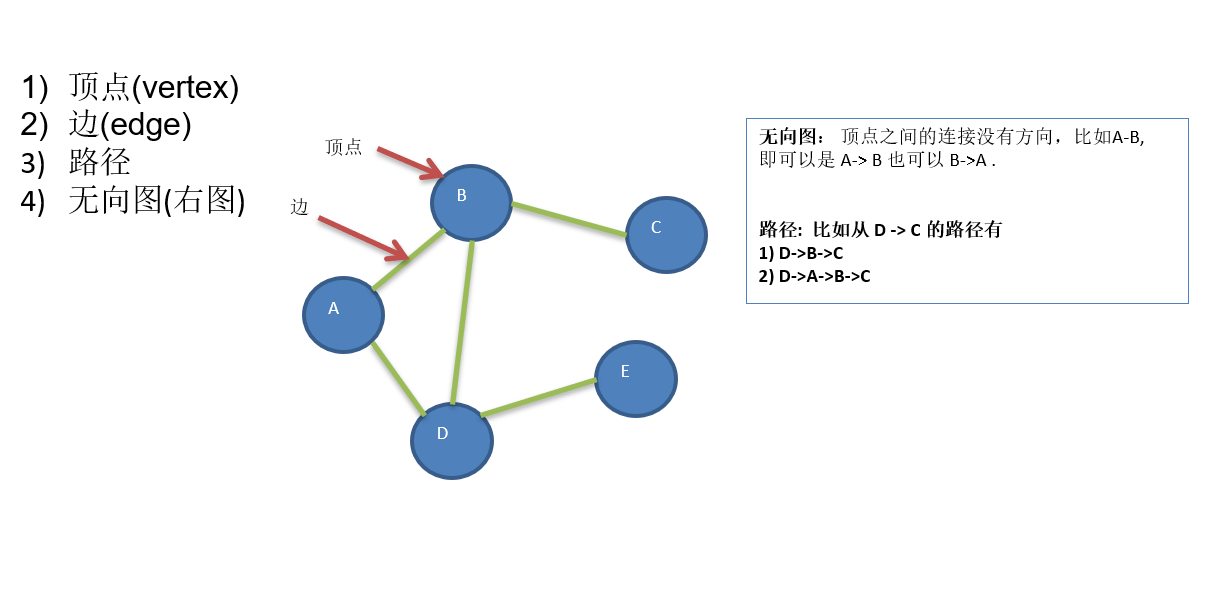 1) 顶点(vertex)
2) 边(edge)
3) 路径
4) 无向图(右图)
顶点
边
B
C
A
E
D
无向图： 顶点之间的连接没有方向，比如A-B,
即可以是 A-> B 也可以 B->A .
路径: 比如从 D -> C 的路径有
1) D->B->C
2) D->A->B->C